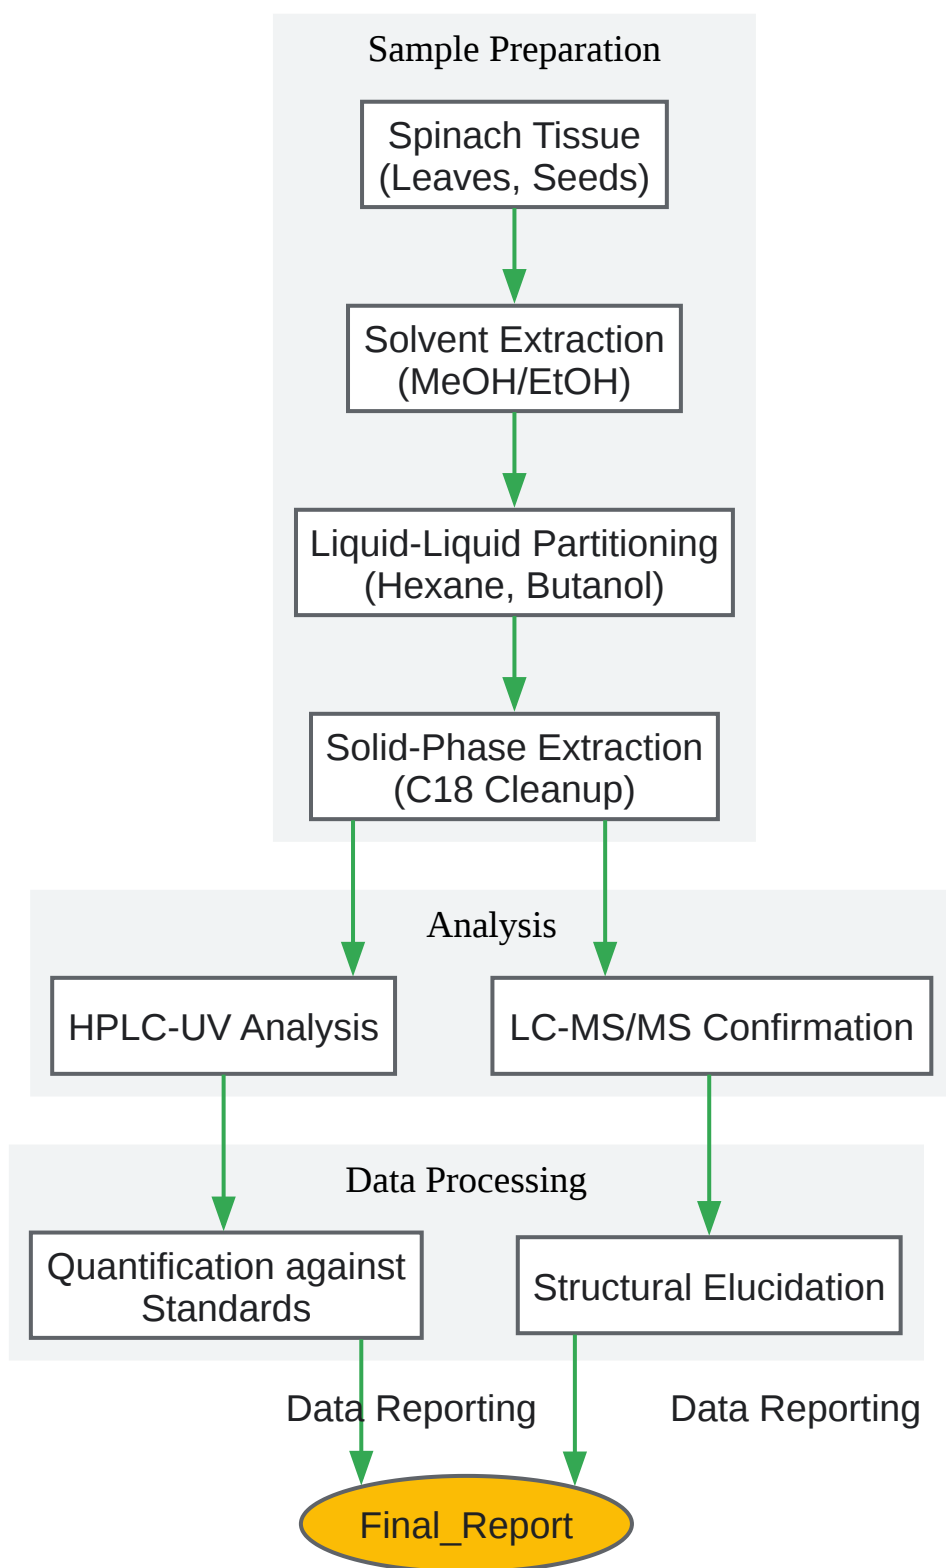 Sample Preparation
Spinach Tissue
(Leaves, Seeds)
Solvent Extraction
(MeOH/EtOH)
Liquid-Liquid Partitioning
(Hexane, Butanol)
Solid-Phase Extraction
(C18 Cleanup)
Analysis
HPLC-UV Analysis
LC-MS/MS Confirmation
Data Processing
Quantification against
Standards
Structural Elucidation
Data Reporting
Data Reporting
Final_Report